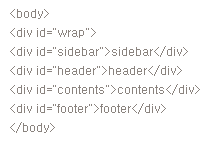 <body>
<div id="wrap">
<div id="sidebar">sidebar</div>
<div id="header">header</div>
<div id="contents">contents</div>
<div id="footer">footer</div>
</body>